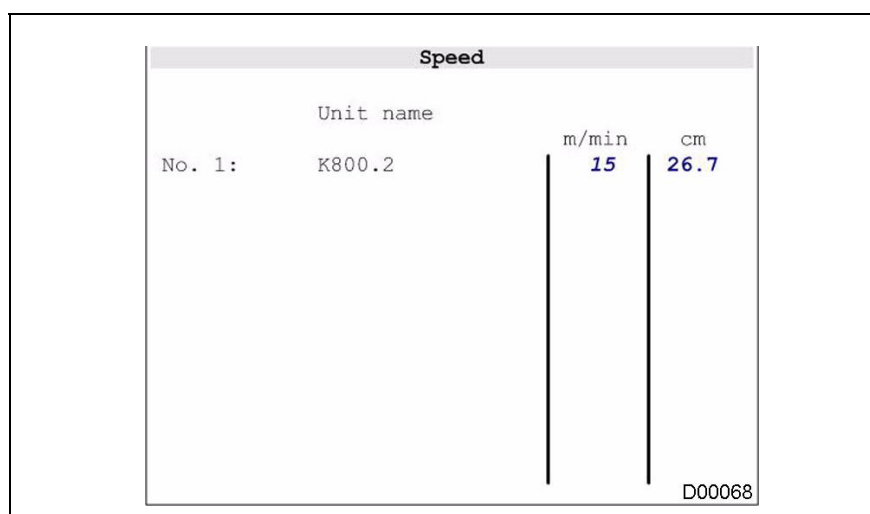 Speed
Unit name
m/min cm
No. 1: K800.2 15 26.7
D00068